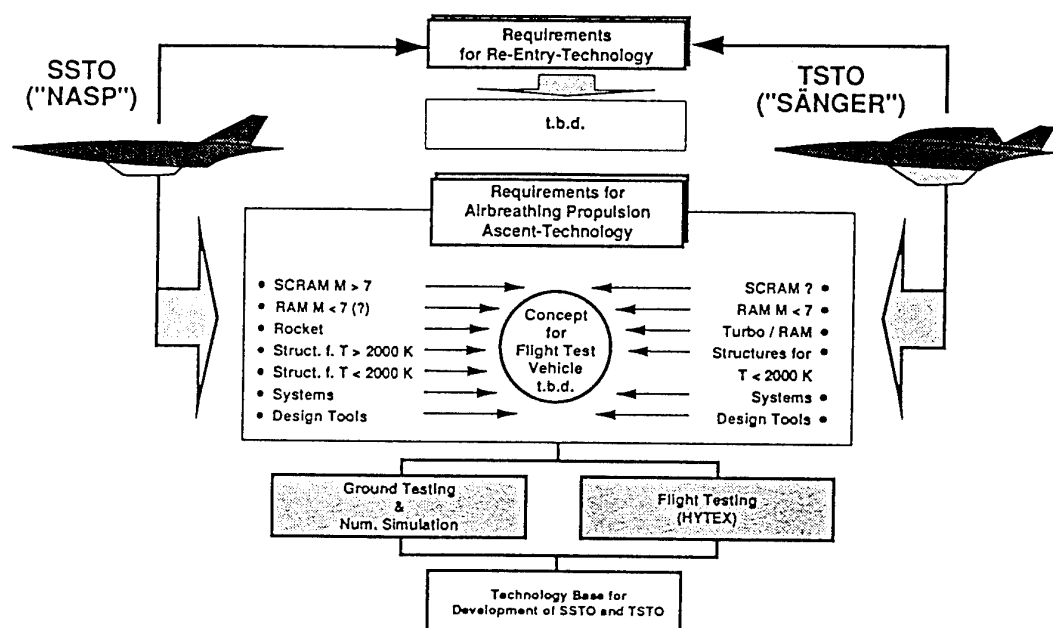 Requirements
for Re-Entry-Technology
SSTO
("NASP")
TSTO
("SÄNGER")
t.b.d.
Requirements for
Airbreathing Propulsion
Ascent-Technology
• SCRAM M > 7
• RAM M < 7 (?)
• Rocket
• Struct. f. T > 2000 K
• Struct. f. T < 2000 K
• Systems
• Design Tools
Concept
for
Flight Test
Vehicle
t.b.d.
SCRAM ? •
RAM M < 7 •
Turbo / RAM •
Structures for •
T < 2000 K
Systems •
Design Tools •
Ground Testing
&
Num. Simulation
Flight Testing
(HYTEX)
Technology Base for
Development of SSTO and TSTO